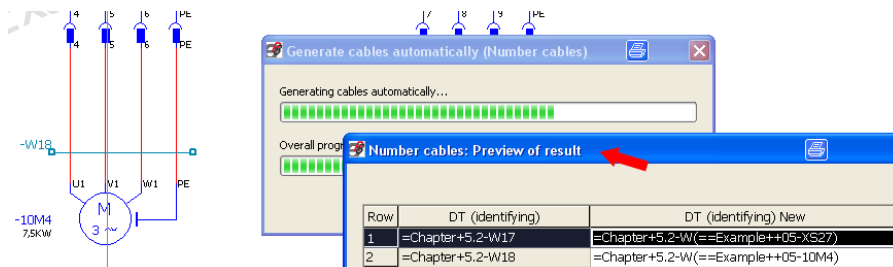 4 5 6 PE 7 8 9 PE
4 5 6 PE
Generate cables automatically (Number cables)
Generating cables automatically...
Overall progr
Number cables: Preview of result
-W18
U1 V1 W1 PE
-10M4
7,5KW
M
3 ~
Row DT (identifying) DT (identifying) New
1 =Chapter+5.2-W17 =Chapter+5.2-W(==Example++05-XS27)
2 =Chapter+5.2-W18 =Chapter+5.2-W(==Example++05-10M4)